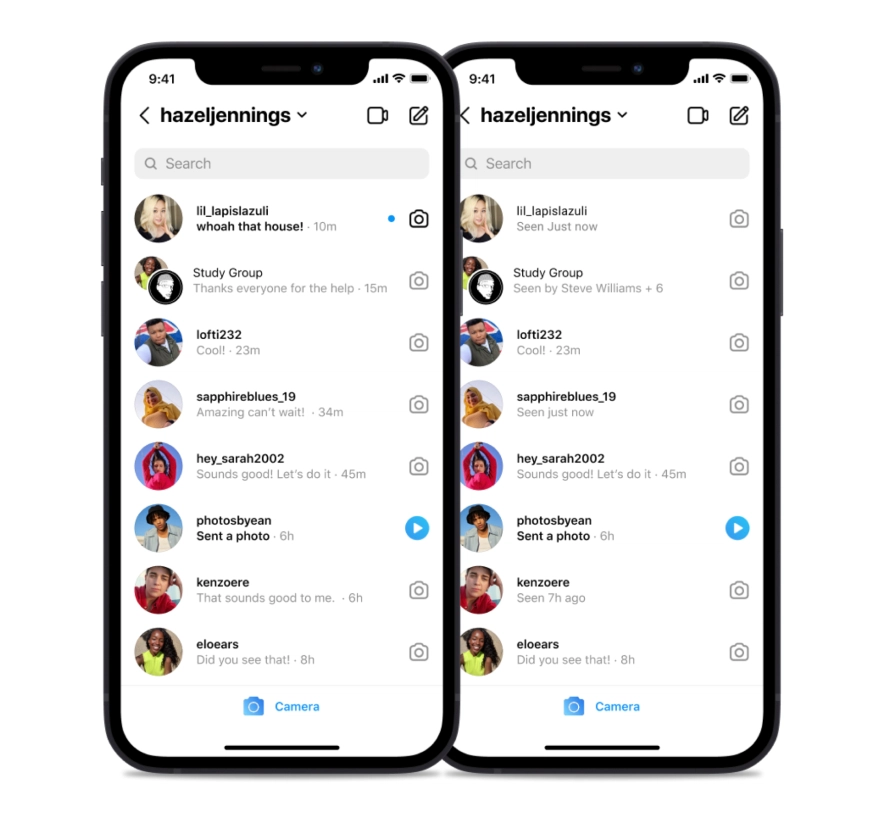 9:41
hazeljennings
Search
lil_lapislazuli
whoah that house! · 10m
Study Group
Thanks everyone for the help · 15m
lofti232
Cool! · 23m
sapphireblues_19
Amazing can't wait! · 34m
hey_sarah2002
Sounds good! Let's do it · 45m
photosbyean
Sent a photo · 6h
kenzoere
That sounds good to me. · 6h
eloears
Did you see that! · 8h
Camera
9:41
hazeljennings
Search
lil_lapislazuli
Seen Just now
Study Group
Seen by Steve Williams + 6
lofti232
Cool! · 23m
sapphireblues_19
Seen just now
hey_sarah2002
Sounds good! Let's do it · 45m
photosbyean
Sent a photo · 6h
kenzoere
Seen 7h ago
eloears
Did you see that! · 8h
Camera